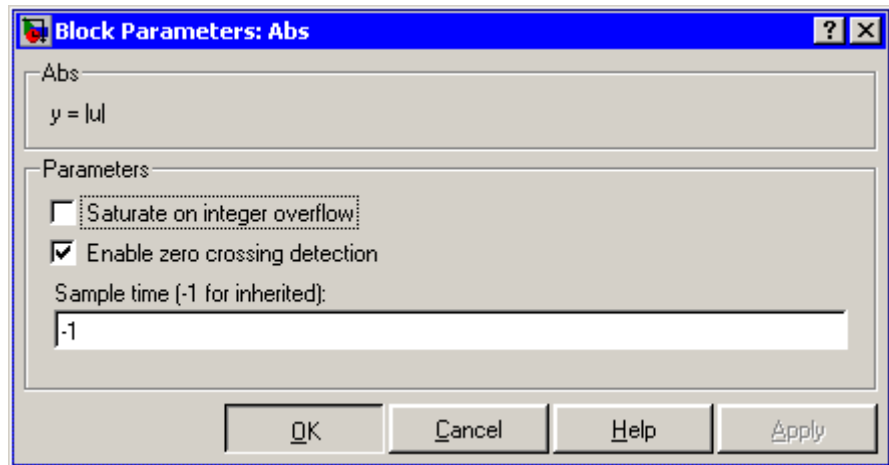 Block Parameters: Abs
Abs
y = |u|
Parameters
Saturate on integer overflow
Enable zero crossing detection
Sample time (-1 for inherited):
-1
OK Cancel Help Apply